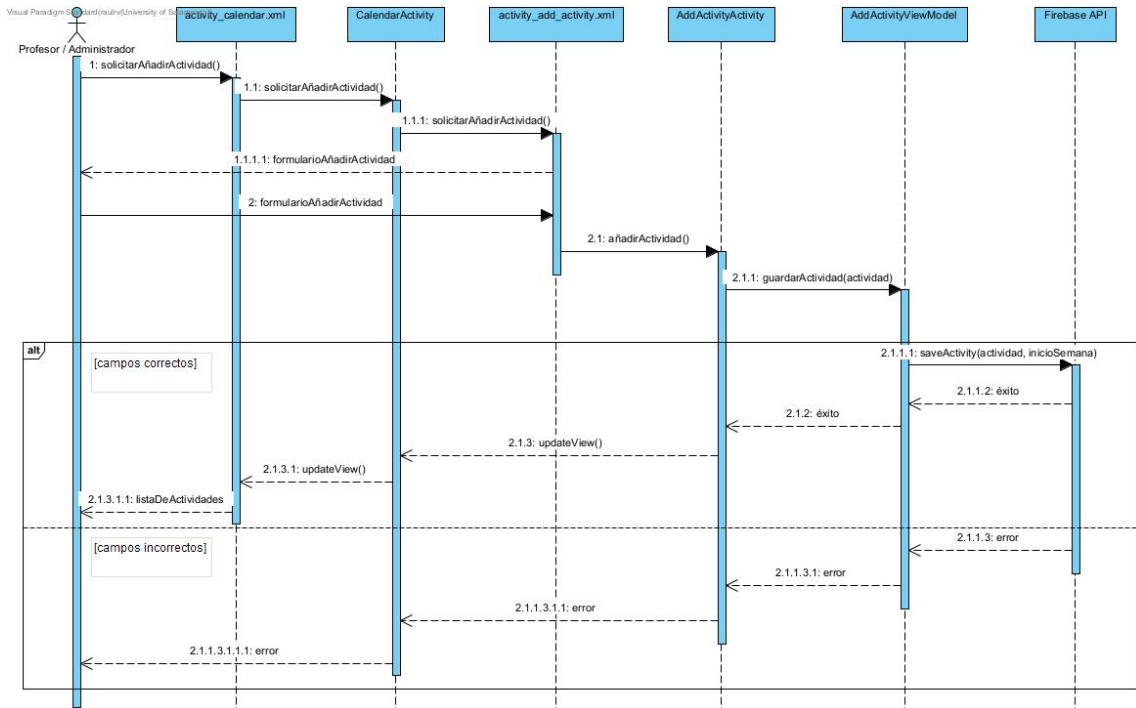 Visual Paradigm Standard(raulrv(University of
activity_calendar.xml
CalendarActivity
activity_add_activity.xml
AddActivityActivity
AddActivityViewModel
Firebase API
Profesor / Administrador
1: solicitarAñadirActividad()
1.1: solicitarAñadirActividad()
1.1.1: solicitarAñadirActividad()
1.1.1.1: formularioAñadirActividad
2: formularioAñadirActividad
2.1: añadirActividad()
2.1.1: guardarActividad(actividad)
alt
[campos correctos]
2.1.1.1: saveActivity(actividad, inicioSemana)
2.1.1.2: éxito
2.1.2: éxito
2.1.3: updateView()
2.1.3.1: updateView()
2.1.3.1.1: listaDeActividades
[campos incorrectos]
2.1.1.3: error
2.1.1.3.1: error
2.1.1.3.1.1: error
2.1.1.3.1.1.1: error